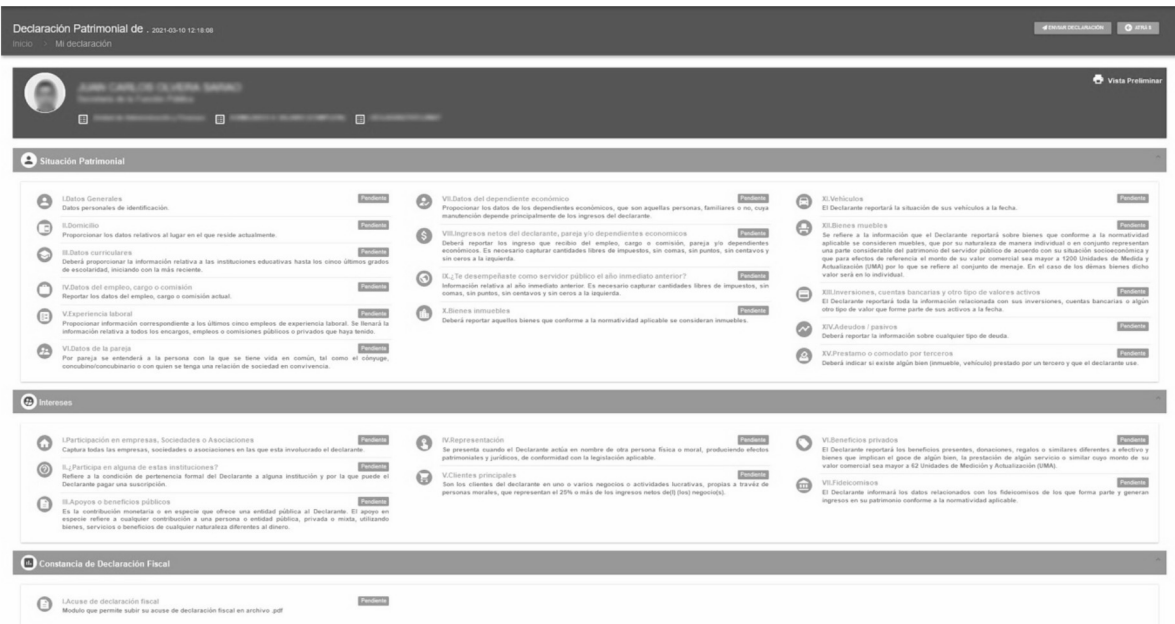 Declaración Patrimonial de . 2021-03-10 12:18:08
ENVIAR DECLARACIÓN
Inicio > Mi declaración
Vista Preliminar
Situación Patrimonial
I.Datos Generales Pendiente
Datos personales de identificación.
II.Domicilio Pendiente
Proporcionar los datos relativos al lugar en el que reside actualmente.
III.Datos curriculares Pendiente
Deberá proporcionar la información relativa a las instituciones educativas hasta los cinco últimos grados
de escolaridad, iniciando con la más reciente.
IV.Datos del empleo, cargo o comisión Pendiente
Reportar los datos del empleo, cargo o comisión actual.
V.Experiencia laboral Pendiente
Propocionar información correspondiente a los últimos cinco empleos de experiencia laboral. Se llenará la
información relativa a todos los encargos, empleos o comisiones públicos o privados que haya tenido.
VI.Datos de la pareja Pendiente
Por pareja se entenderá a la persona con la que se tiene vida en común, tal como el cónyuge,
concubino/concubinario o con quien se tenga una relación de sociedad en convivencia.
VII.Datos del dependiente económico Pendiente
Propocionar los datos de los dependientes económicos, que son aquellas personas, familiares o no, cuya
manutención depende principalmente de los ingresos del declarante.
VIII.Ingresos netos del declarante, pareja y/o dependientes economicos Pendiente
Deberá reportar los ingreso que recibo del empleo, cargo o comisión, pareja y/o dependientes
económicos. Es necesario capturar cantidades libres de impuestos, sin comas, sin puntos, sin centavos y
sin ceros a la izquierda.
IX.¿Te desempeñaste como servidor público el año inmediato anterior? Pendiente
Información relativa al año inmediato anterior. Es necesario capturar cantidades libres de impuestos, sin
comas, sin puntos, sin centavos y sin ceros a la izquierda.
X.Bienes inmuebles Pendiente
Deberá reportar aquellos bienes que conforme a la normatividad aplicable se consideran inmuebles.
XI.Vehículos Pendiente
El Declarante reportará la situación de sus vehículos a la fecha.
XII.Bienes muebles Pendiente
Se refiere a la información que el Declarante reportará sobre bienes que conforme a la normatividad
aplicable se consideren muebles, que por su naturaleza de manera individual o en conjunto representan
una parte considerable del patrimonio del servidor público de acuerdo con su situación socioeconómica y
que para efectos de referencia el monto de su valor comercial sea mayor a 1200 Unidades de Medida y
Actualización (UMA) por lo que se refiere al conjunto de menaje. En el caso de los démas bienes dicho
valor será en lo individual.
XIII.Inversiones, cuentas bancarias y otro tipo de valores activos Pendiente
El Declarante reportará toda la información relacionada con sus inversiones, cuentas bancarias o algún
otro tipo de valor que forme parte de sus activos a la fecha.
XIV.Adeudos / pasivos Pendiente
Deberá reportar la información sobre cualquier tipo de deuda.
XV.Prestamo o comodato por terceros Pendiente
Deberá indicar si existe algún bien (inmueble, vehículo) prestado por un tercero y que el declarante use.
Intereses
I.Participación en empresas, Sociedades o Asociaciones Pendiente
Captura todas las empresas, sociedades o asociaciones en las que esta involucrado el declarante.
II.¿Participa en alguna de estas instituciones? Pendiente
Refiere a la condición de pertenencia formal del Declarante a alguna institución y por la que puede el
Declarante pagar una suscripción.
III.Apoyos o beneficios públicos Pendiente
Es la contribución monetaria o en especie que ofrece una entidad pública al Declarante. El apoyo en
especie refiere a cualquier contribución a una persona o entidad pública, privada o mixta, utilizando
bienes, servicios o beneficios de cualquier naturaleza diferentes al dinero.
IV.Representación Pendiente
Se presenta cuando el Declarante actúa en nombre de otra persona física o moral, produciendo efectos
patrimoniales y jurídicos, de conformidad con la legislación aplicable.
V.Clientes principales Pendiente
Son los clientes del declarante en uno o varios negocios o actividades lucrativas, propias a través de
personas morales, que representan el 25% o más de los ingresos netos de(l) (los) negocio(s).
VI.Beneficios privados Pendiente
El Declarante reportará los beneficios presentes, donaciones, regalos o similares diferentes a efectivo y
bienes que implican el goce de algún bien, la prestación de algún servicio o similar cuyo monto de su
valor comercial sea mayor a 62 Unidades de Medición y Actualización (UMA).
VII.Fideicomisos Pendiente
El Declarante informará los datos relacionados con los fideicomisos de los que forma parte y generan
ingresos en su patrimonio conforme a la normatividad aplicable.
Constancia de Declaración Fiscal
I.Acuse de declaración fiscal Pendiente
Modulo que permite subir su acuse de declaración fiscal en archivo .pdf